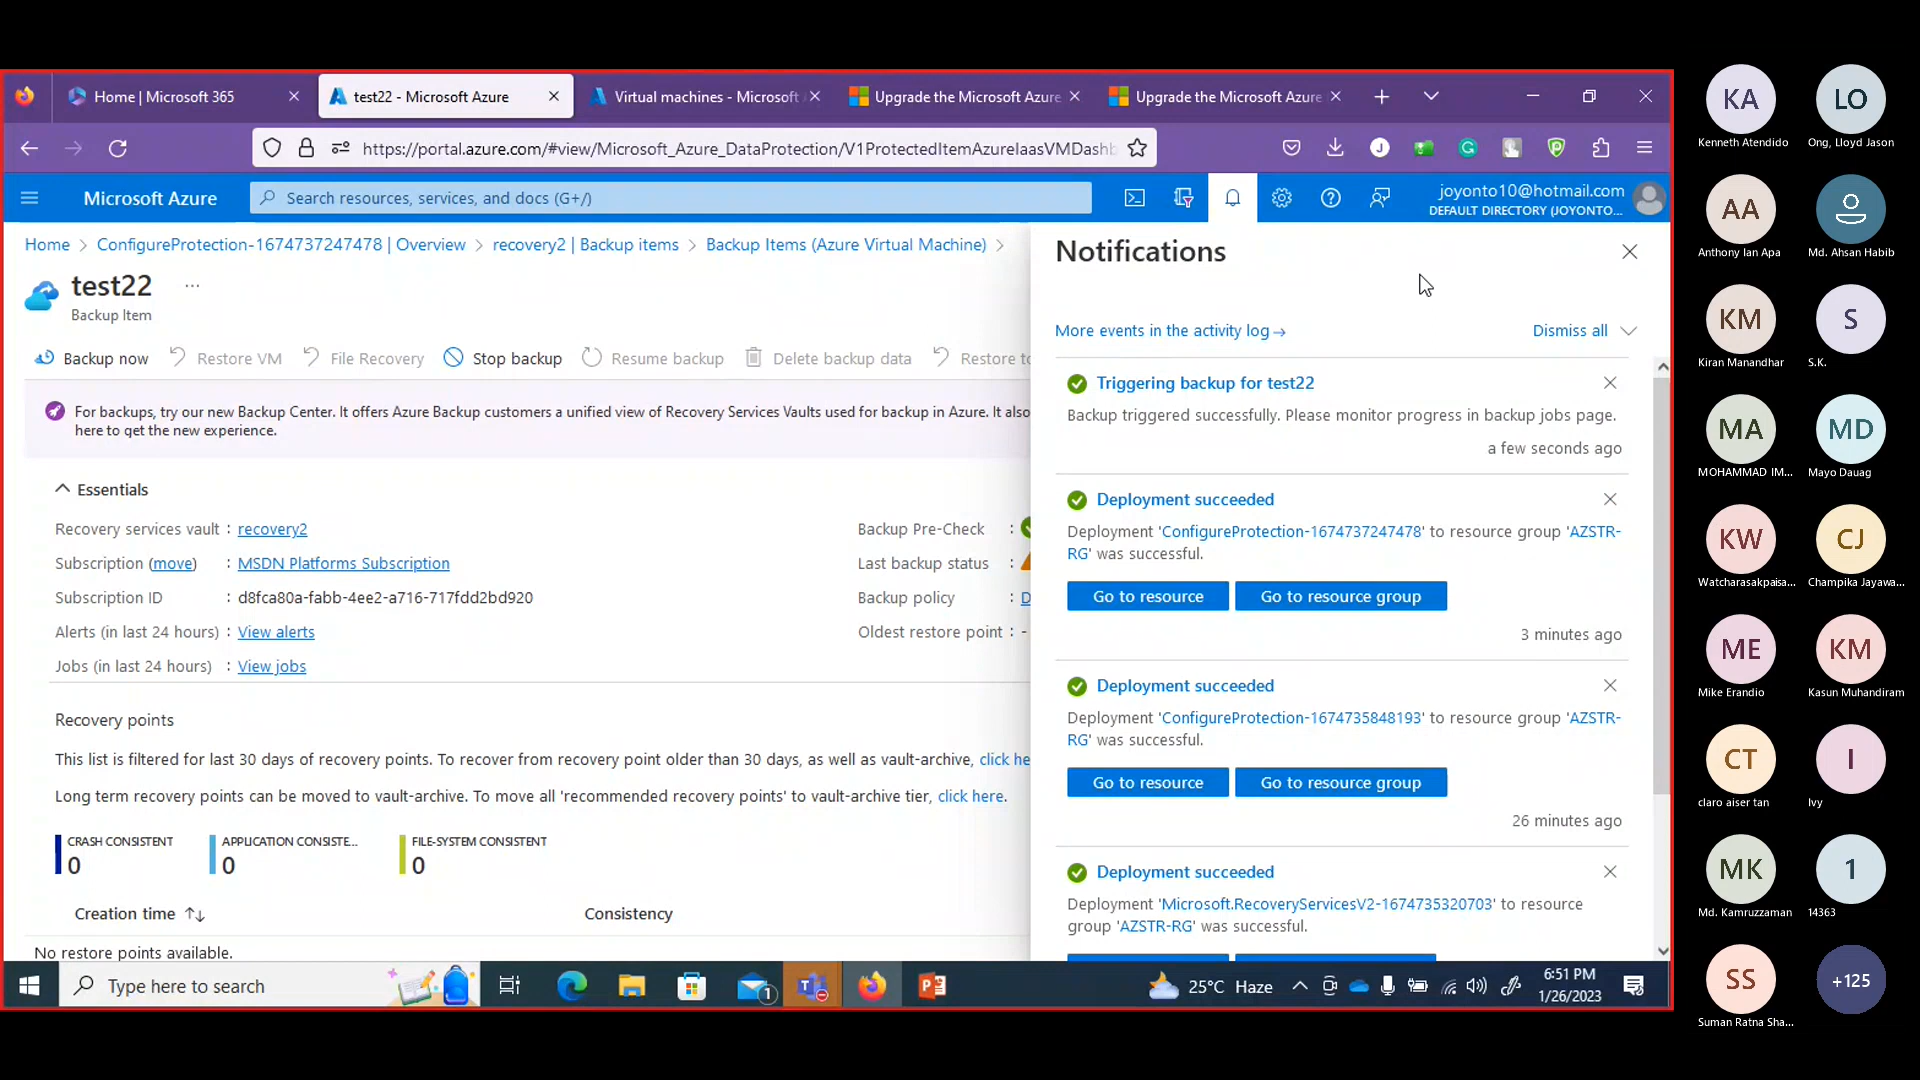 Home | Microsoft 365
test22 - Microsoft Azure
Virtual machines - Microsoft
Upgrade the Microsoft Azure
Upgrade the Microsoft Azure
https://portal.azure.com/#view/Microsoft_Azure_DataProtection/V1ProtectedItemAzureIaasVMDashb
Microsoft Azure
Search resources, services, and docs (G+/)
joyonto10@hotmail.com
DEFAULT DIRECTORY (JOYONTO...
Home > ConfigureProtection-1674737247478 | Overview > recovery2 | Backup items > Backup Items (Azure Virtual Machine) >
test22 ...
Backup Item
Backup now Restore VM File Recovery Stop backup Resume backup Delete backup data Restore to
For backups, try our new Backup Center. It offers Azure Backup customers a unified view of Recovery Services Vaults used for backup in Azure. It also
here to get the new experience.
Essentials
Recovery services vault : recovery2
Subscription (move) : MSDN Platforms Subscription
Subscription ID : d8fca80a-fabb-4ee2-a716-717fdd2bd920
Alerts (in last 24 hours) : View alerts
Jobs (in last 24 hours) : View jobs
Backup Pre-Check :
Last backup status :
Backup policy : D
Oldest restore point : -
Recovery points
This list is filtered for last 30 days of recovery points. To recover from recovery point older than 30 days, as well as vault-archive, click he
Long term recovery points can be moved to vault-archive. To move all 'recommended recovery points' to vault-archive tier, click here.
CRASH CONSISTENT
0
APPLICATION CONSISTE...
0
FILE-SYSTEM CONSISTENT
0
Creation time Consistency
No restore points available.
Notifications
More events in the activity log→
Dismiss all
Triggering backup for test22
Backup triggered successfully. Please monitor progress in backup jobs page.
a few seconds ago
Deployment succeeded
Deployment 'ConfigureProtection-1674737247478' to resource group 'AZSTR-
RG' was successful.
Go to resource
Go to resource group
3 minutes ago
Deployment succeeded
Deployment 'ConfigureProtection-1674735848193' to resource group 'AZSTR-
RG' was successful.
Go to resource
Go to resource group
26 minutes ago
Deployment succeeded
Deployment 'Microsoft.RecoveryServicesV2-1674735320703' to resource
group 'AZSTR-RG' was successful.
Type here to search
1
25°C Haze
6:51 PM
1/26/2023
KA
Kenneth Atendido
LO
Ong, Lloyd Jason
AA
Anthony Ian Apa
Md. Ahsan Habib
KM
Kiran Manandhar
S
S.K.
MA
MOHAMMAD IM...
MD
Mayo Dauag
KW
Watcharasakpaisa...
CJ
Champika Jayawa...
ME
Mike Erandio
KM
Kasun Muhandiram
CT
claro aiser tan
I
Ivy
MK
Md. Kamruzzaman
1
14363
SS
Suman Ratna Sha...
+125